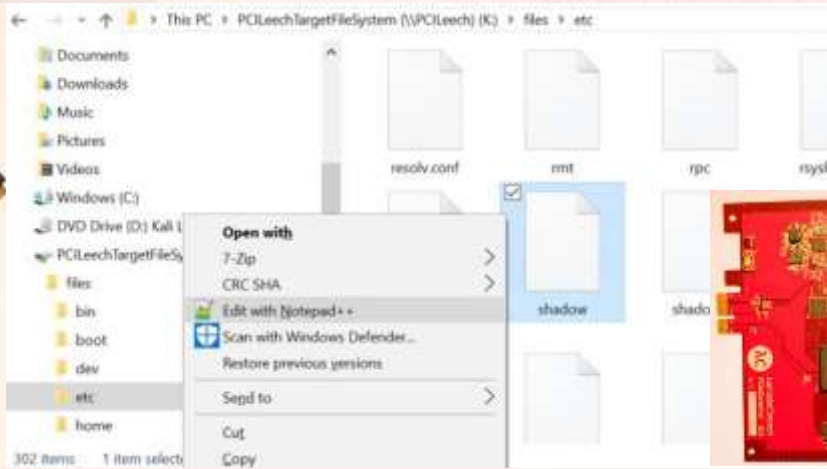 This PC > PCILeechTargetFileSystem (\\PCILeech) (K:) > files > etc
Documents
Downloads
Music
Pictures
Videos
Windows (C:)
DVD Drive (D:) Kali L
PCILeechTargetFileSy
files
bin
boot
dev
etc
home
302 items 1 item select
resolv.conf
rmt
rpc
rsysl
shadow
shado
Open with
7-Zip
CRC SHA
Edit with Notepad++
Scan with Windows Defender...
Restore previous versions
Send to
Cut
Copy